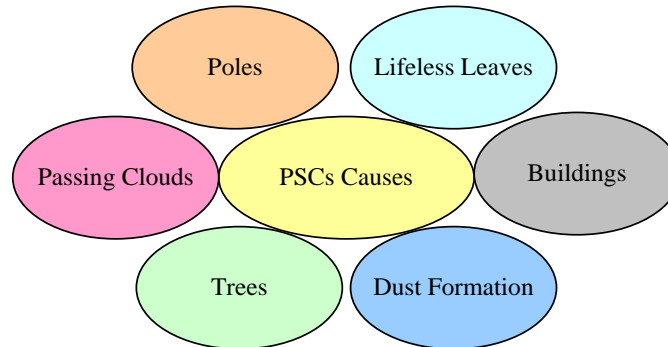 Poles
Lifeless Leaves
Passing Clouds
PSCs Causes
Buildings
Trees
Dust Formation